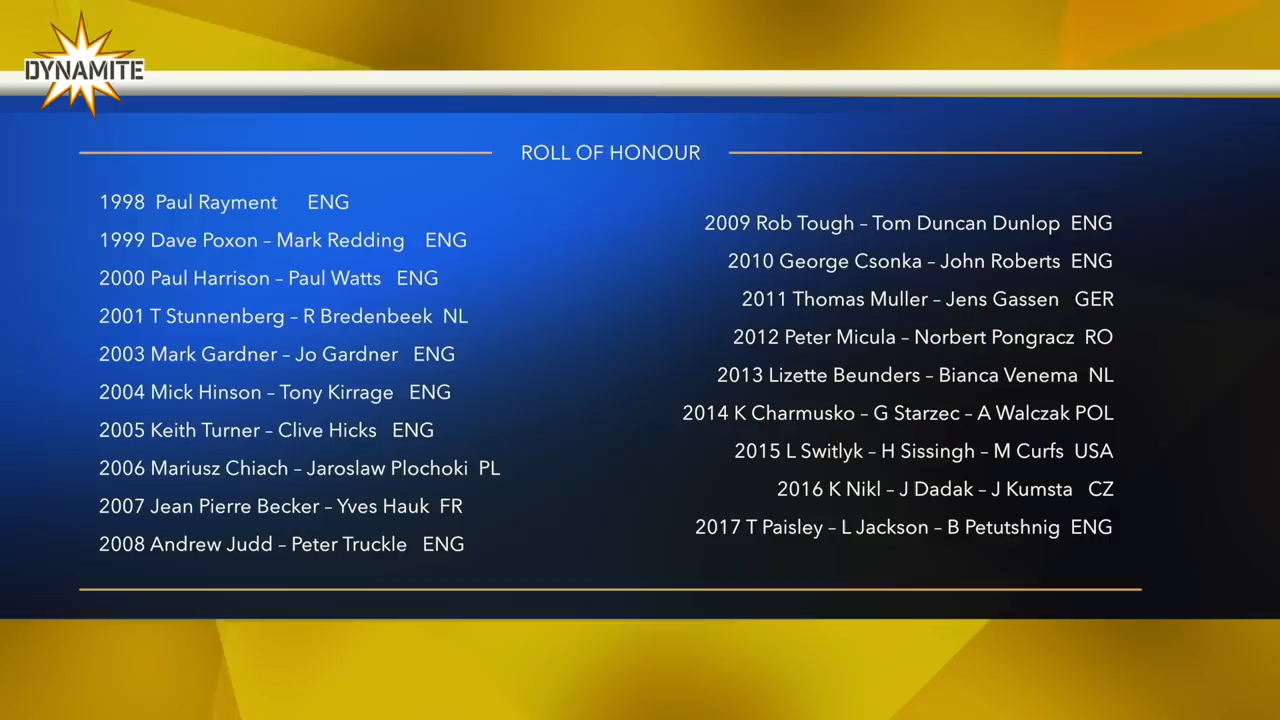 DYNAMITE
ROLL OF HONOUR
1998 Paul Rayment ENG
1999 Dave Poxon – Mark Redding ENG
2000 Paul Harrison – Paul Watts ENG
2001 T Stunnenberg – R Bredenbeek NL
2003 Mark Gardner – Jo Gardner ENG
2004 Mick Hinson – Tony Kirrage ENG
2005 Keith Turner – Clive Hicks ENG
2006 Mariusz Chiach – Jaroslaw Plochoki PL
2007 Jean Pierre Becker – Yves Hauk FR
2008 Andrew Judd – Peter Truckle ENG
2009 Rob Tough – Tom Duncan Dunlop ENG
2010 George Csonka – John Roberts ENG
2011 Thomas Muller – Jens Gassen GER
2012 Peter Micula – Norbert Pongracz RO
2013 Lizette Beunders – Bianca Venema NL
2014 K Charmusko – G Starzec – A Walczak POL
2015 L Switlyk – H Sissingh – M Curfs USA
2016 K Nikl – J Dadak – J Kumsta CZ
2017 T Paisley – L Jackson – B Petutshnig ENG